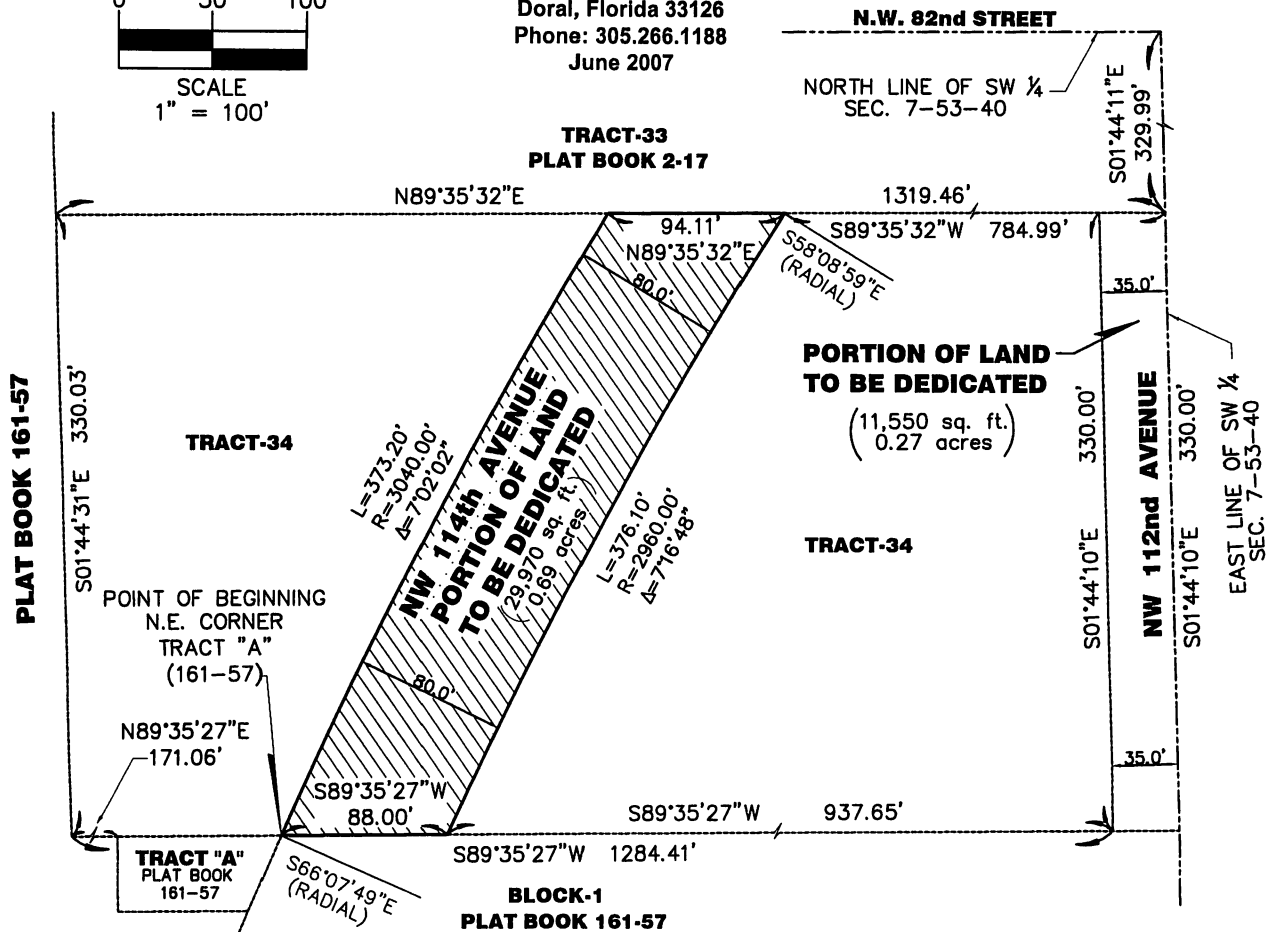 0 50 100
SCALE
1" = 100'
Doral, Florida 33126
Phone: 305.266.1188
June 2007
N.W. 82nd STREET
NORTH LINE OF SW ¼
SEC. 7-53-40
S01°44'11"E
329.99'
TRACT-33
PLAT BOOK 2-17
N89°35'32"E
1319.46'
94.11'
N89°35'32"E
S89°35'32"W 784.99'
S58°08'59"E
(RADIAL)
80.0'
35.0'
PORTION OF LAND
TO BE DEDICATED
(11,550 sq. ft.
0.27 acres)
PLAT BOOK 161-57
S01°44'31"E 330.03'
TRACT-34
L=373.20'
R=3040.00'
Δ=7°02'02"
NW 114th AVENUE
PORTION OF LAND
TO BE DEDICATED
(29,970 sq. ft.
0.69 acres)
L=376.10'
R=2960.00'
Δ=7°16'48"
TRACT-34
S01°44'10"E 330.00'
NW 112nd AVENUE
S01°44'10"E 330.00'
EAST LINE OF SW ¼
SEC. 7-53-40
POINT OF BEGINNING
N.E. CORNER
TRACT "A"
(161-57)
N89°35'27"E
171.06'
80.0'
35.0'
S89°35'27"W
88.00'
S89°35'27"W 937.65'
S89°35'27"W 1284.41'
TRACT "A"
PLAT BOOK
161-57
S66°07'49"E
(RADIAL)
BLOCK-1
PLAT BOOK 161-57